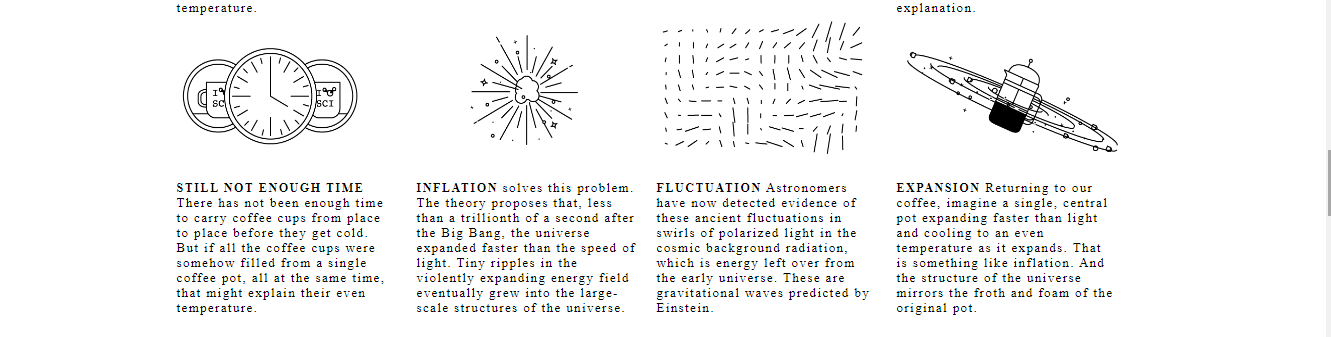 temperature.
explanation.
I
SC
I
SCI
STILL NOT ENOUGH TIME
There has not been enough time
to carry coffee cups from place
to place before they get cold.
But if all the coffee cups were
somehow filled from a single
coffee pot, all at the same time,
that might explain their even
temperature.
INFLATION solves this problem.
The theory proposes that, less
than a trillionth of a second after
the Big Bang, the universe
expanded faster than the speed of
light. Tiny ripples in the
violently expanding energy field
eventually grew into the large-
scale structures of the universe.
FLUCTUATION Astronomers
have now detected evidence of
these ancient fluctuations in
swirls of polarized light in the
cosmic background radiation,
which is energy left over from
the early universe. These are
gravitational waves predicted by
Einstein.
EXPANSION Returning to our
coffee, imagine a single, central
pot expanding faster than light
and cooling to an even
temperature as it expands. That
is something like inflation. And
the structure of the universe
mirrors the froth and foam of the
original pot.